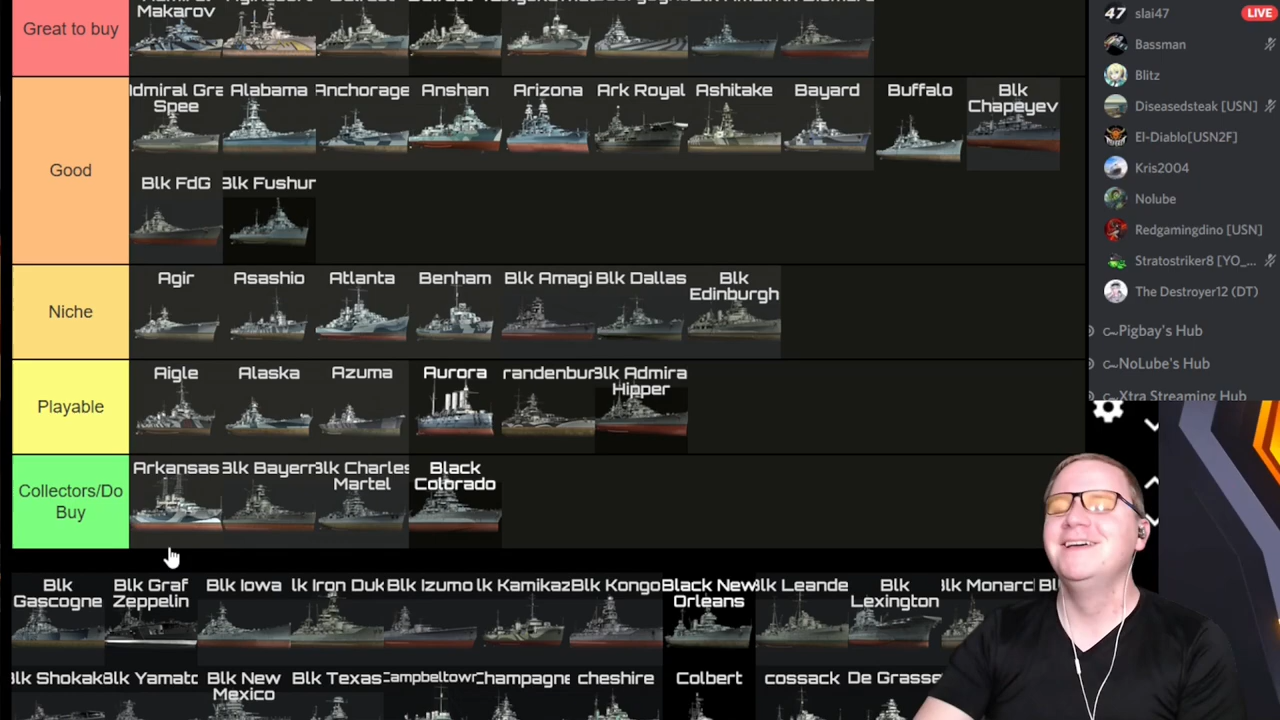 Great to buy
Makarov
Good
Admiral Gra
Spee
Alabama
Anchorage
Anshan
Arizona
Ark Royal
Ashitake
Bayard
Buffalo
Blk
Chapeyev
Blk FdG
Blk Fushun
Niche
Agir
Asashio
Atlanta
Benham
Blk Amagi
Blk Dallas
Blk
Edinburgh
Playable
Aigle
Alaska
Azuma
Aurora
randenbur
Blk Admira
Hipper
Collectors/Do
Buy
Arkansas
Blk Bayern
Blk Charles
Martel
Black
Colorado
Blk
Gascogne
Blk Graf
Zeppelin
Blk Iowa
lk Iron Duk
Blk Izumo
lk Kamikaz
Blk Kongo
Black New
Orleans
Blk Leande
Blk
Lexington
Blk Monarc
Blk Shokak
Blk Yamato
Blk New
Mexico
Blk Texas
Campbeltown
Champagne
cheshire
Colbert
cossack
De Grasse
47 slai47
LIVE
Bassman
Blitz
Diseasedsteak [USN]
El-Diablo[USN2F]
Kris2004
Nolube
Redgamingdino [USN]
Stratostriker8 [YO_...
The Destroyer12 (DT)
Pigbay's Hub
NoLube's Hub
Xtra Streaming Hub